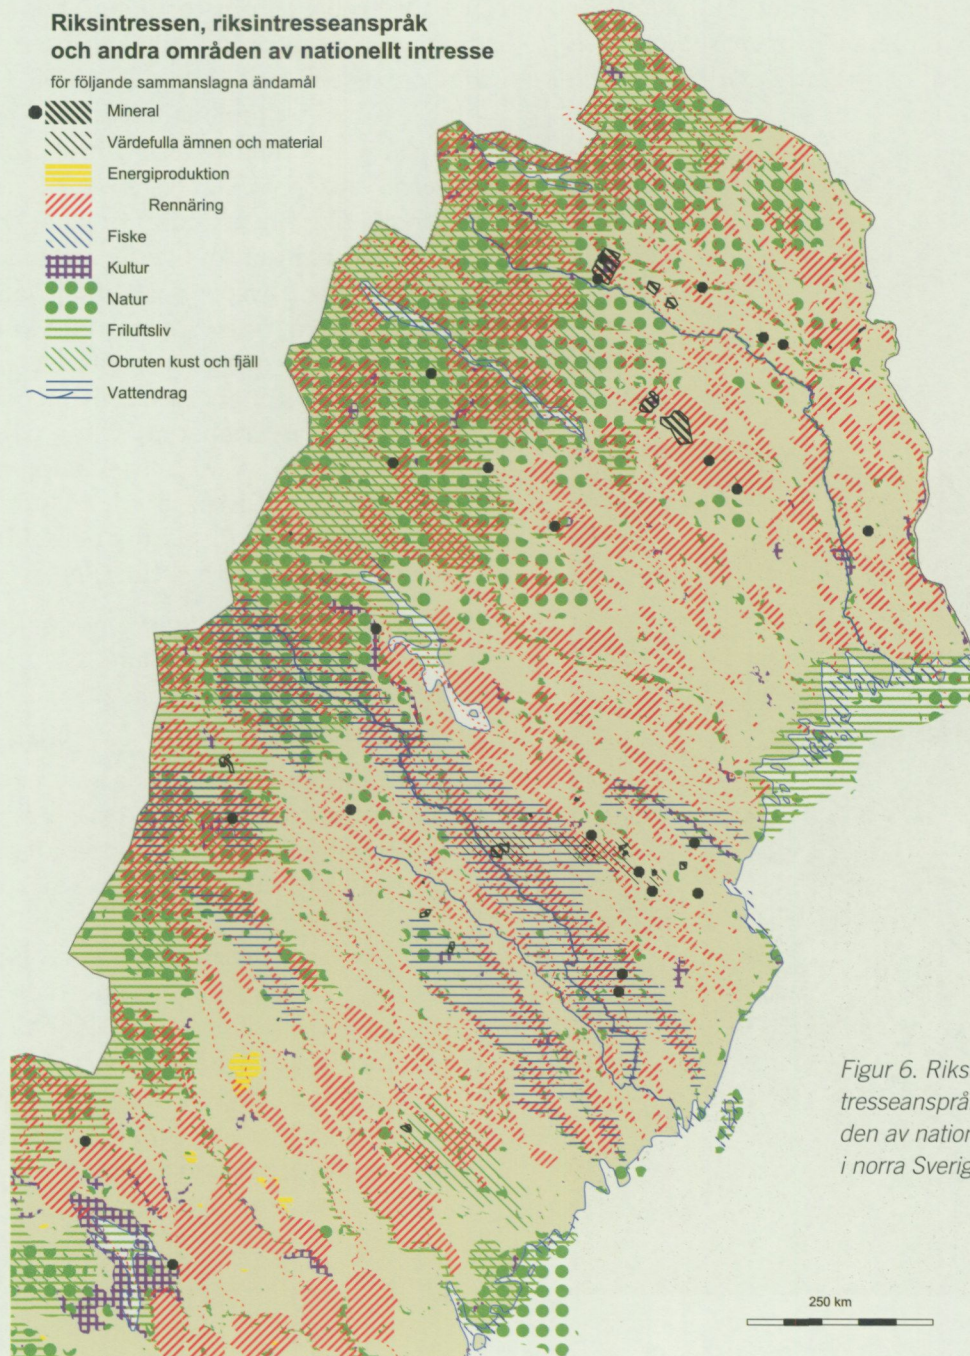 Riksintressen, riksintresseanspråk
och andra områden av nationellt intresse
för följande sammanslagna ändamål
Mineral
Värdefulla ämnen och material
Energiproduktion
Rennäring
Fiske
Kultur
Natur
Friluftsliv
Obruten kust och fjäll
Vattendrag
Figur 6. Riks
tresseansprå
den av nation
i norra Sverig
250 km